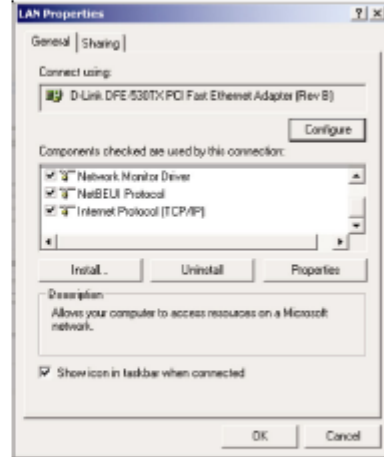 LAN Properties
General Sharing
Connect using:
D-Link DFE-530TX PCI Fast Ethernet Adapter (Rev B)
Configure
Components checked are used by this connection:
Network Monitor Driver
NetBEUI Protocol
Internet Protocol (TCP/IP)
Install... Uninstall Properties
Description
Allows your computer to access resources on a Microsoft
network.
Show icon in taskbar when connected
OK Cancel